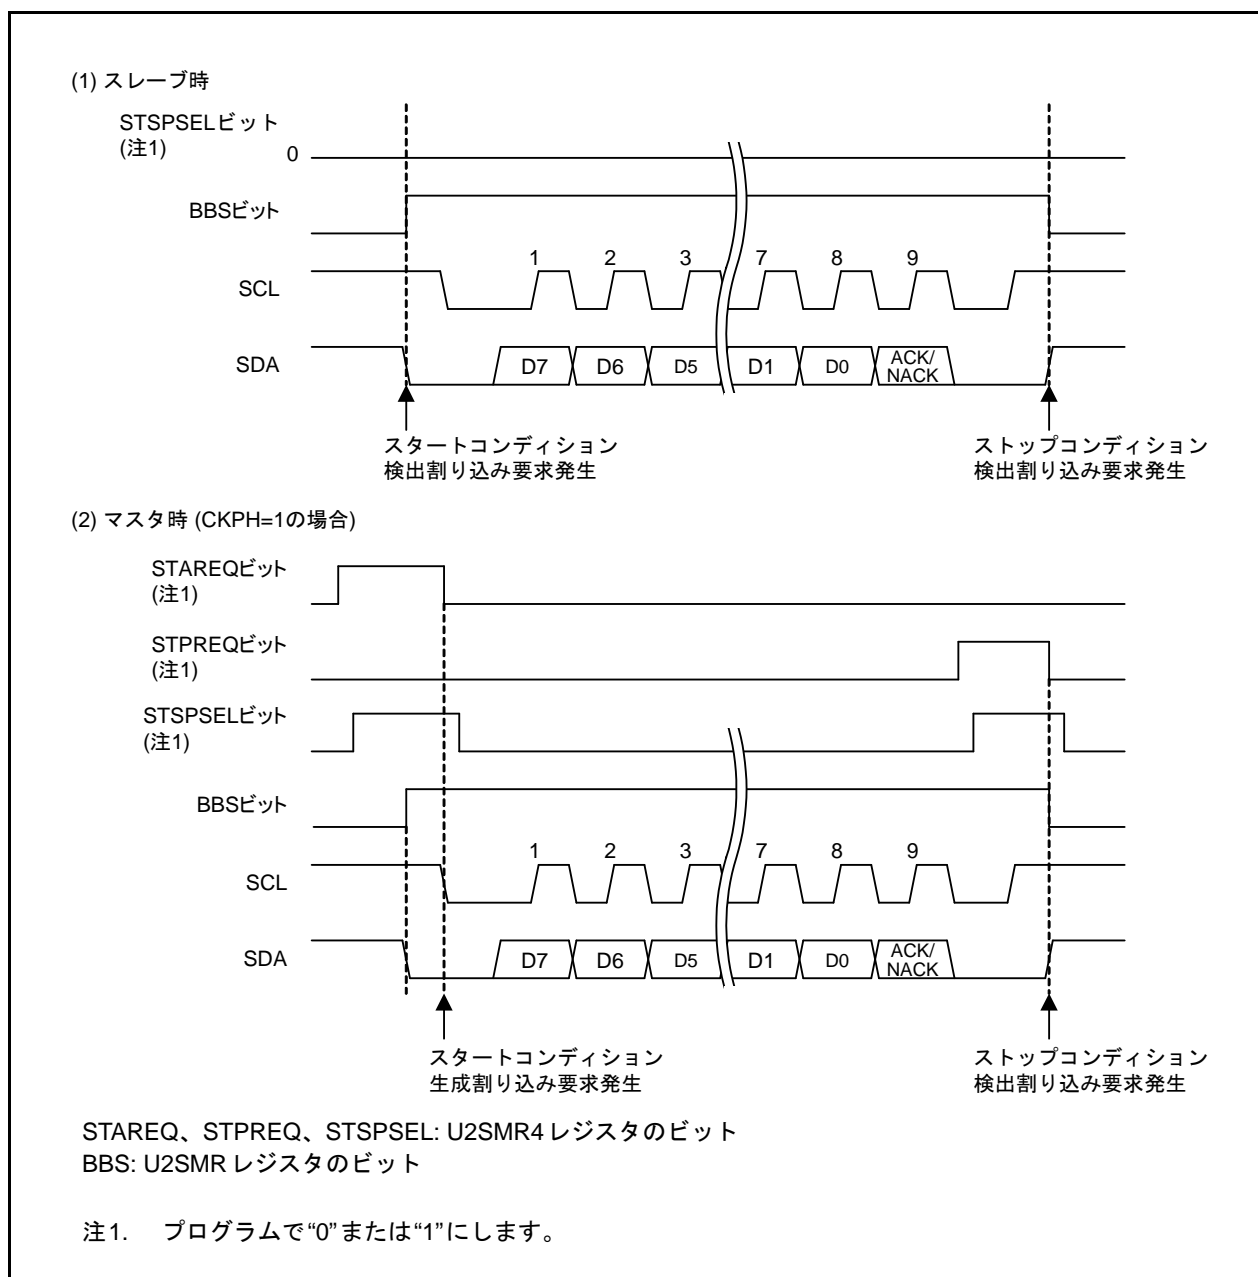 (1) スレーブ時
STSPSELビット
(注1)
0
BBSビット
SCL
1 2 3 7 8 9
SDA
D7 D6 D5 D1 D0 ACK/
NACK
スタートコンディション
検出割り込み要求発生
ストップコンディション
検出割り込み要求発生
(2) マスタ時 (CKPH=1の場合)
STAREQビット
(注1)
STPREQビット
(注1)
STSPSELビット
(注1)
BBSビット
SCL
1 2 3 7 8 9
SDA
D7 D6 D5 D1 D0 ACK/
NACK
スタートコンディション
生成割り込み要求発生
ストップコンディション
検出割り込み要求発生
STAREQ、STPREQ、STSPSEL: U2SMR4レジスタのビット
BBS: U2SMRレジスタのビット
注1. プログラムで“0”または“1”にします。